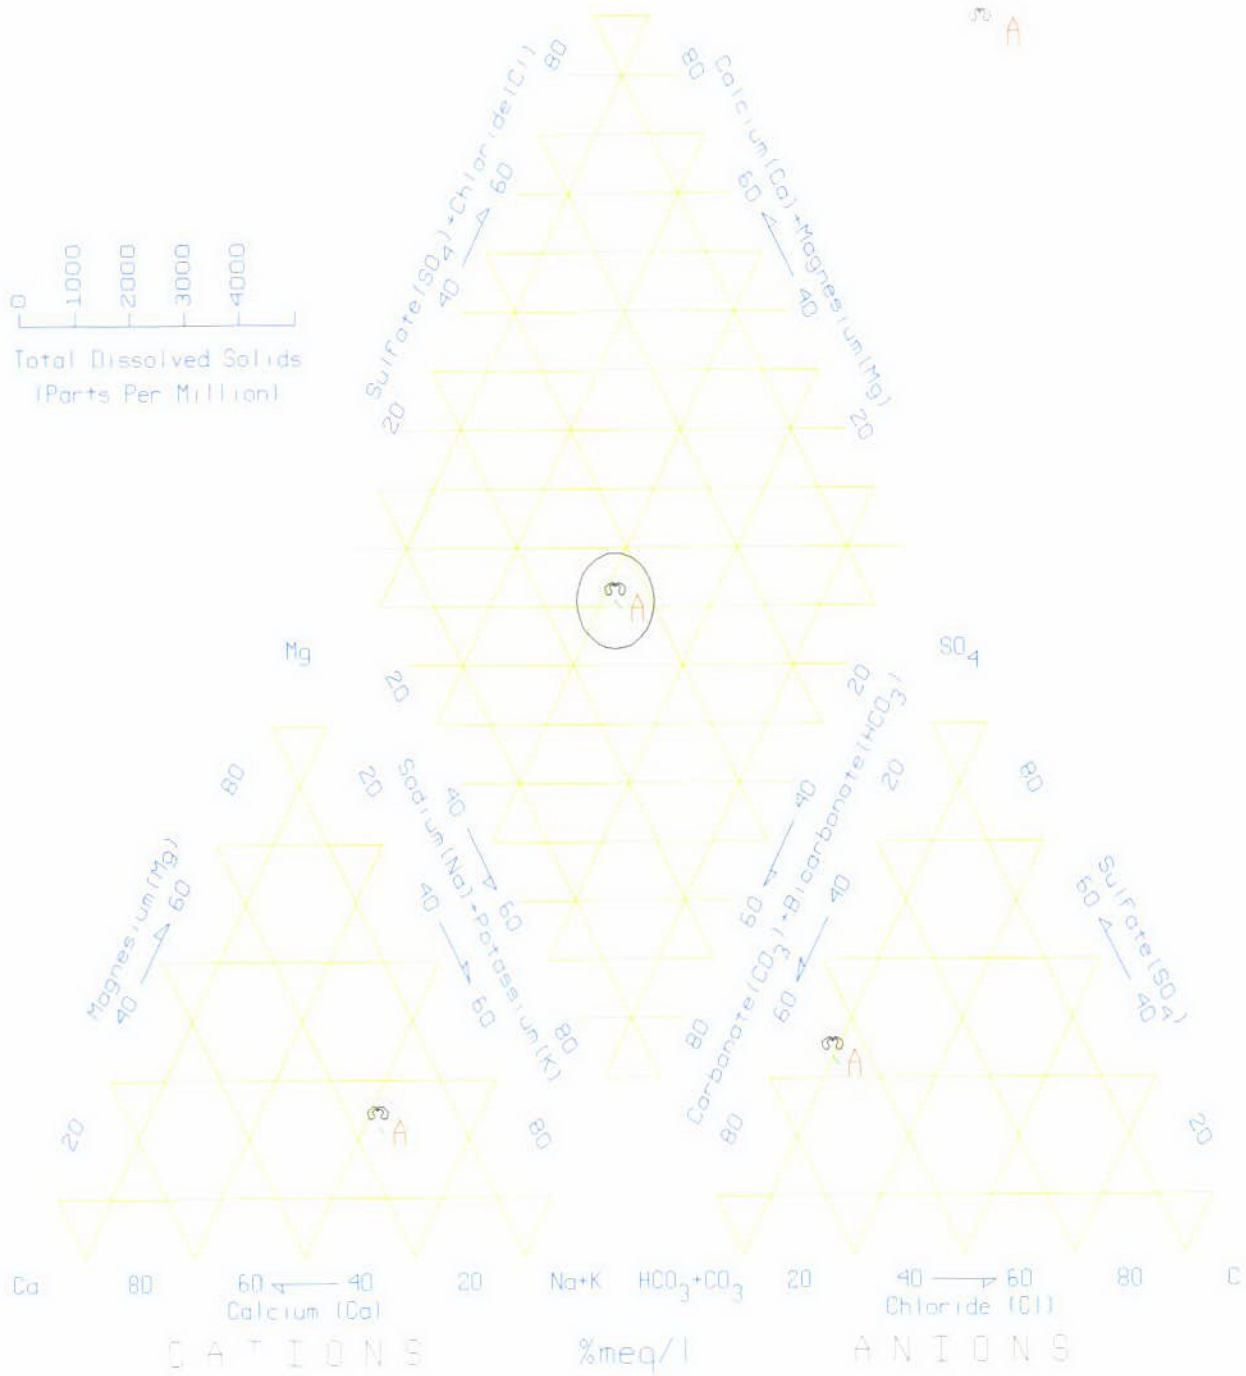 A
80
80
Sulfate(SO4)+Chloride(Cl)
Calcium(Ca)+Magnesium(Mg)
60
60
40
40
20
20
0
1000
2000
3000
4000
Total Dissolved Solids
(Parts Per Million)
A
Mg
SO4
20
20
80
20
Sodium(Na)+Potassium(K)
40
40
Carbonate(CO3)+Bicarbonate(HCO3)
20
80
Magnesium(Mg)
60
40
40
60
60
60
40
60
80
80
Sulfate(SO4)
60
40
A
A
20
80
80
20
Ca
80
60
40
20
Na+K
HCO3+CO3
20
40
60
80
C
Calcium (Ca)
Chloride (Cl)
CATIONS
%meq/l
ANIONS